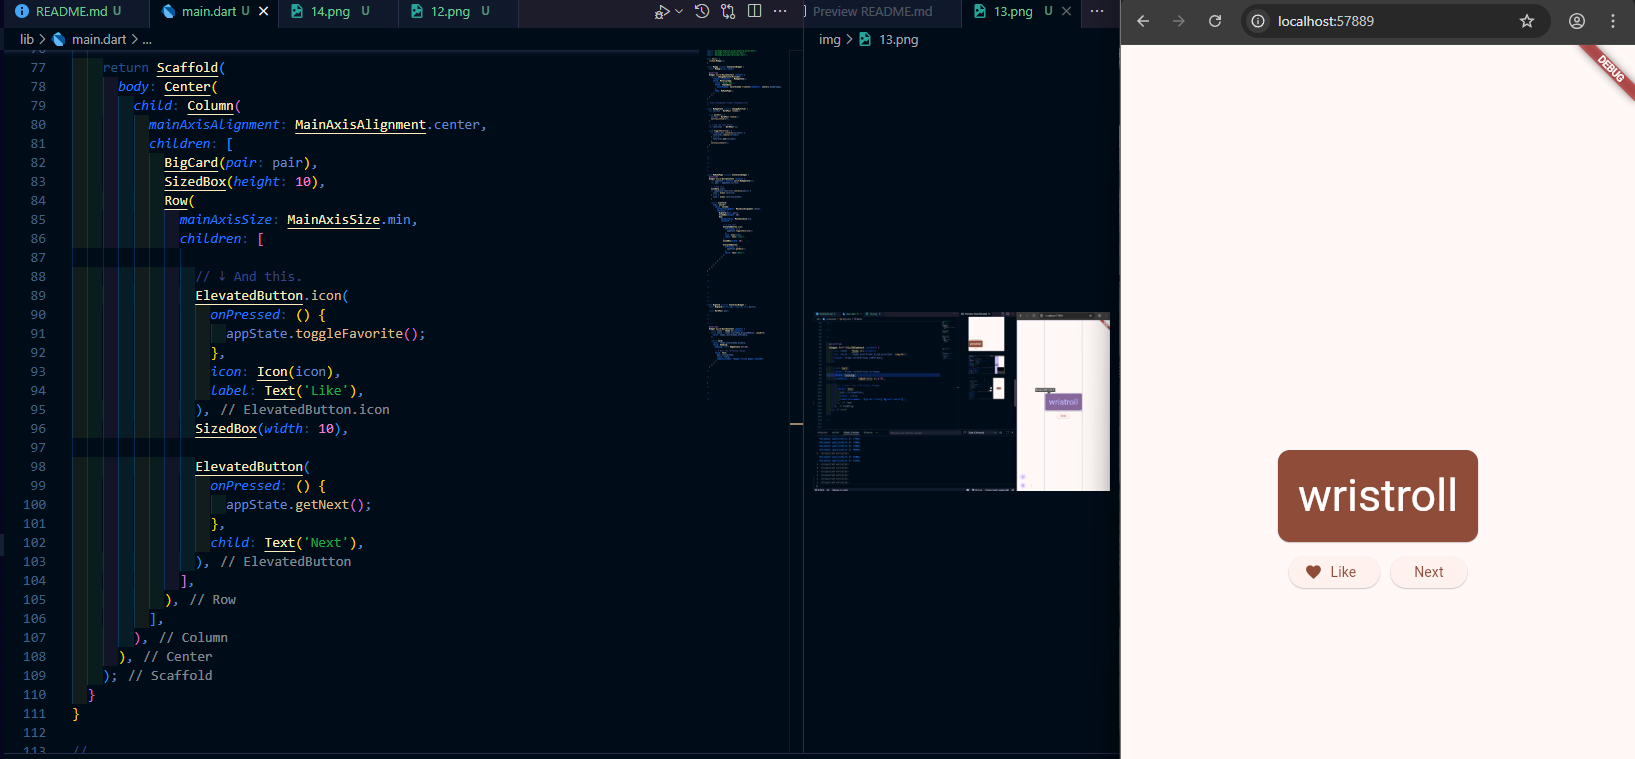 README.md U
main.dart U
14.png U
12.png U
lib > main.dart > ...
77 return Scaffold(
78 body: Center(
79 child: Column(
80 mainAxisAlignment: MainAxisAlignment.center,
81 children: [
82 BigCard(pair: pair),
83 SizedBox(height: 10),
84 Row(
85 mainAxisSize: MainAxisSize.min,
86 children: [
87
88 // ↓ And this.
89 ElevatedButton.icon(
90 onPressed: () {
91 appState.toggleFavorite();
92 },
93 icon: Icon(icon),
94 label: Text('Like'),
95 ), // ElevatedButton.icon
96 SizedBox(width: 10),
97
98 ElevatedButton(
99 onPressed: () {
100 appState.getNext();
101 },
102 child: Text('Next'),
103 ), // ElevatedButton
104 ],
105 ), // Row
106 ],
107 ), // Column
108 ), // Center
109 ); // Scaffold
110 }
111 }
112
113 //
Preview README.md
13.png U
img > 13.png
wristroll
localhost:57889
DEBUG
wristroll
Like
Next